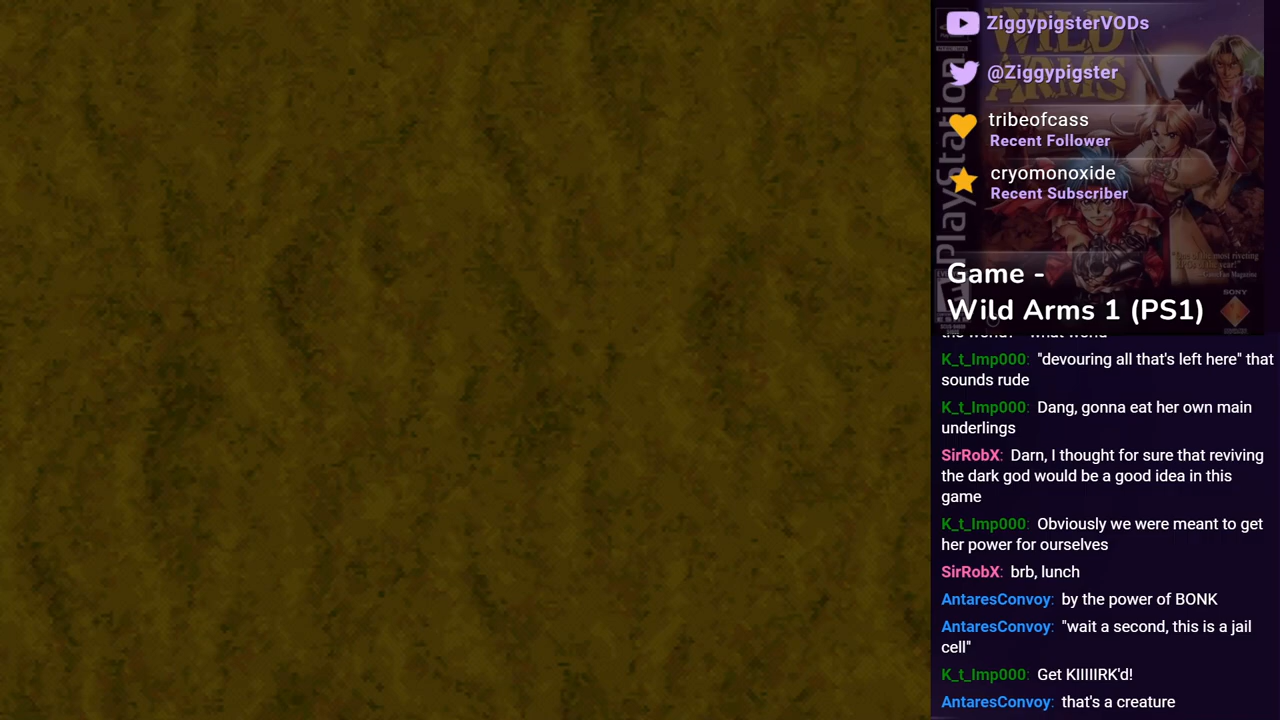 ZiggypigsterVODs
@Ziggypigster
tribeofcass
Recent Follower
cryomonoxide
Recent Subscriber
WILD
ARMS
PlayStation
Game -
Wild Arms 1 (PS1)
SONY
K_t_Imp000: "devouring all that's left here" that
sounds rude
K_t_Imp000: Dang, gonna eat her own main
underlings
SirRobX: Darn, I thought for sure that reviving
the dark god would be a good idea in this
game
K_t_Imp000: Obviously we were meant to get
her power for ourselves
SirRobX: brb, lunch
AntaresConvoy: by the power of BONK
AntaresConvoy: "wait a second, this is a jail
cell"
K_t_Imp000: Get KIIIIIRK'd!
AntaresConvoy: that's a creature